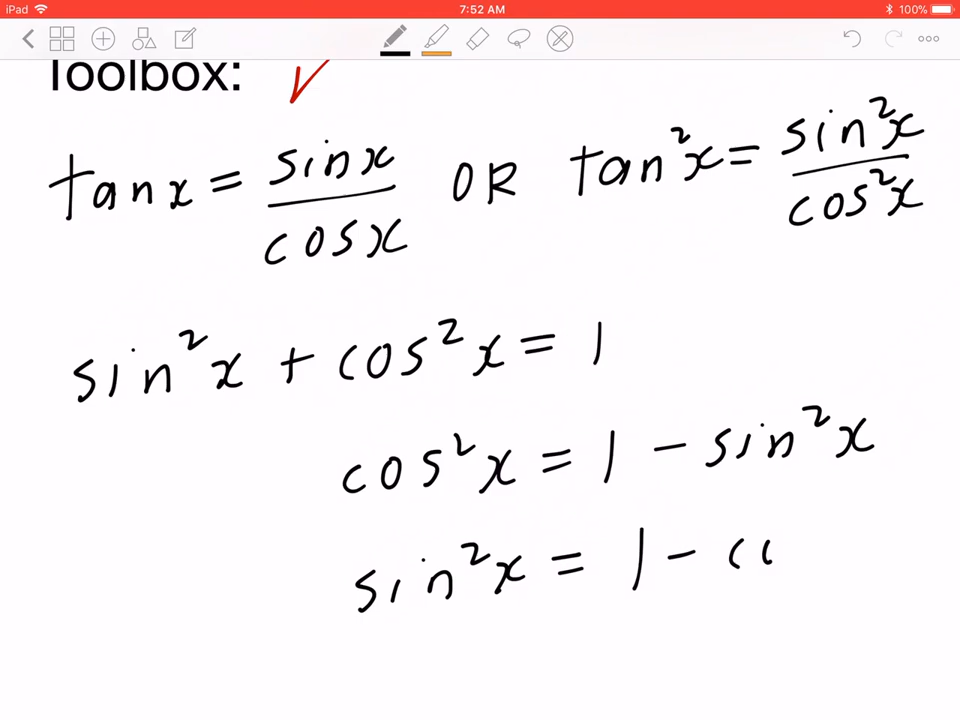 iPad 7:52 AM 100%
Toolbox:
tan x = sin x / cos x OR tan²x = sin²x / cos²x
sin²x + cos²x = 1
cos²x = 1 − sin²x
sin²x = 1 − co